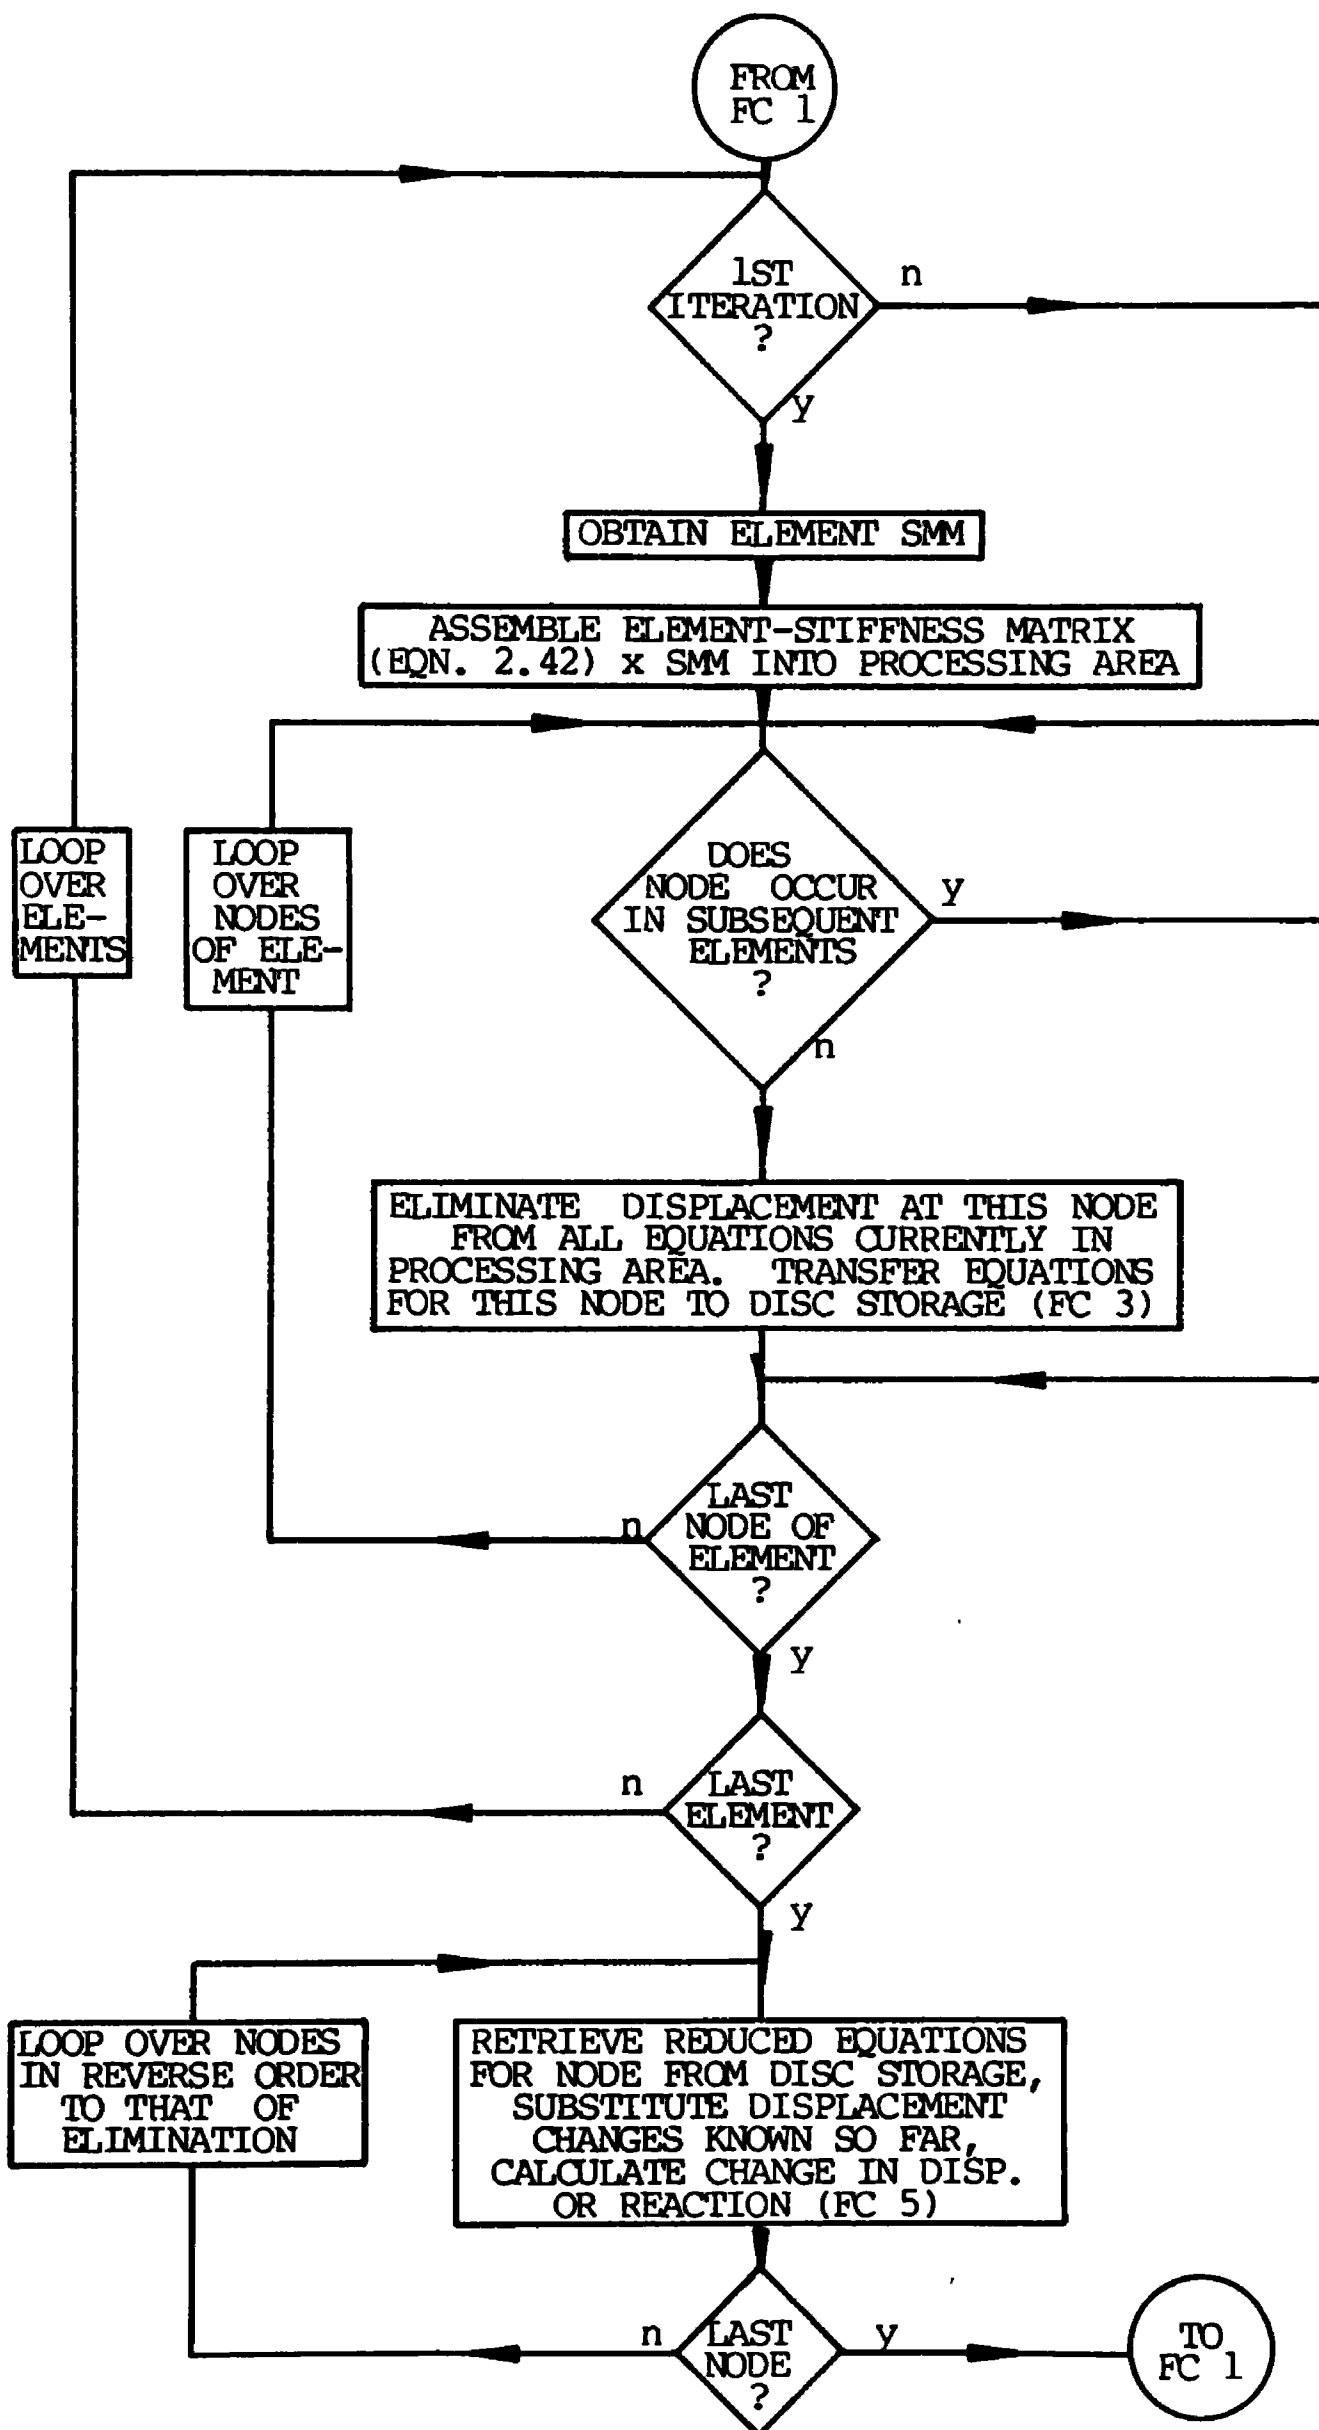 FROM
FC 1
1ST
ITERATION
?
n
y
OBTAIN ELEMENT SMM
ASSEMBLE ELEMENT-STIFFNESS MATRIX
(EQN. 2.42) x SMM INTO PROCESSING AREA
LOOP
OVER
ELE-
MENTS
LOOP
OVER
NODES
OF ELE-
MENT
DOES
NODE OCCUR
IN SUBSEQUENT
ELEMENTS
?
y
n
ELIMINATE DISPLACEMENT AT THIS NODE
FROM ALL EQUATIONS CURRENTLY IN
PROCESSING AREA. TRANSFER EQUATIONS
FOR THIS NODE TO DISC STORAGE (FC 3)
LAST
NODE OF
ELEMENT
?
n
y
LAST
ELEMENT
?
n
y
LOOP OVER NODES
IN REVERSE ORDER
TO THAT OF
ELIMINATION
RETRIEVE REDUCED EQUATIONS
FOR NODE FROM DISC STORAGE,
SUBSTITUTE DISPLACEMENT
CHANGES KNOWN SO FAR,
CALCULATE CHANGE IN DISP.
OR REACTION (FC 5)
LAST
NODE
?
n
y
TO
FC 1